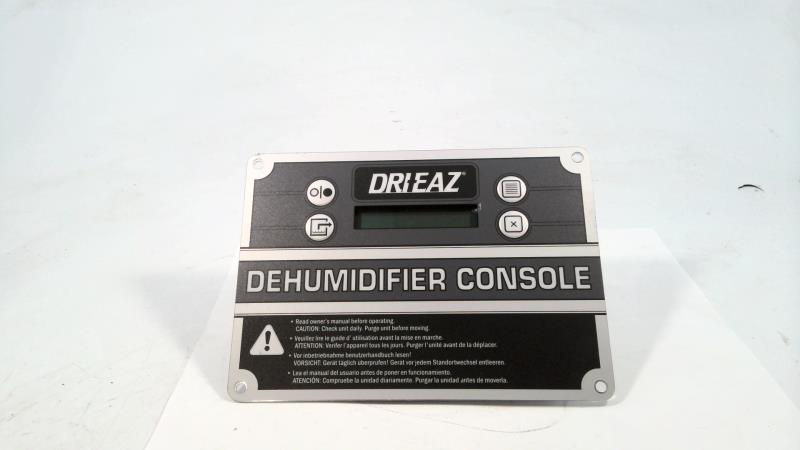 DRI-EAZ®
DEHUMIDIFIER CONSOLE
• Read owner's manual before operating.
CAUTION: Check unit daily. Purge unit before moving.
• Veuillez lire le guide d' utilisation avant la mise en marche.
ATTENTION: Verifer l'appareil tous les jours. Purger l'unité avant de la déplacer.
• Vor inbetriebnahme benutzerhandbuch lesen!
VORSICHT: Gerät täglich überprufen! Gerät vor jedem Standortwechsel entleeren.
• Lea el manual del usuario antes de poner en funcionamiento.
ATENCIÓN: Compruebe la unidad diariamente. Purgar la unidad antes de moverla.